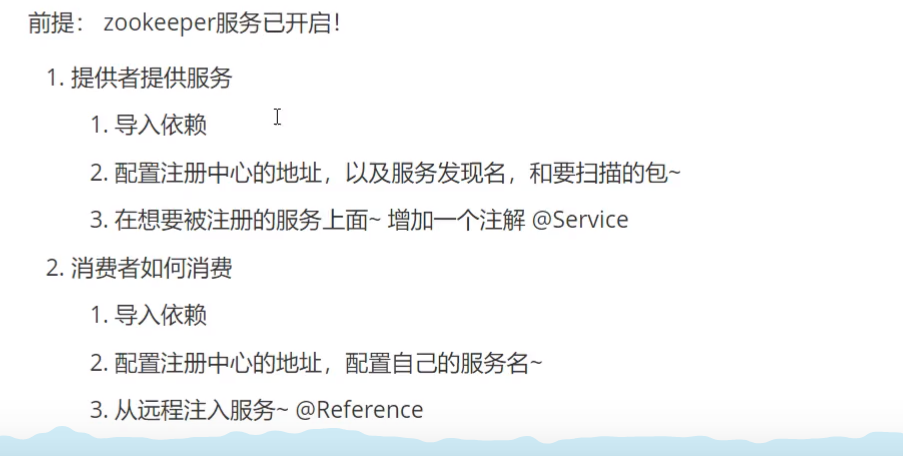 前提： zookeeper服务已开启！
1. 提供者提供服务
1. 导入依赖
2. 配置注册中心的地址，以及服务发现名，和要扫描的包~
3. 在想要被注册的服务上面~ 增加一个注解 @Service
2. 消费者如何消费
1. 导入依赖
2. 配置注册中心的地址，配置自己的服务名~
3. 从远程注入服务~ @Reference